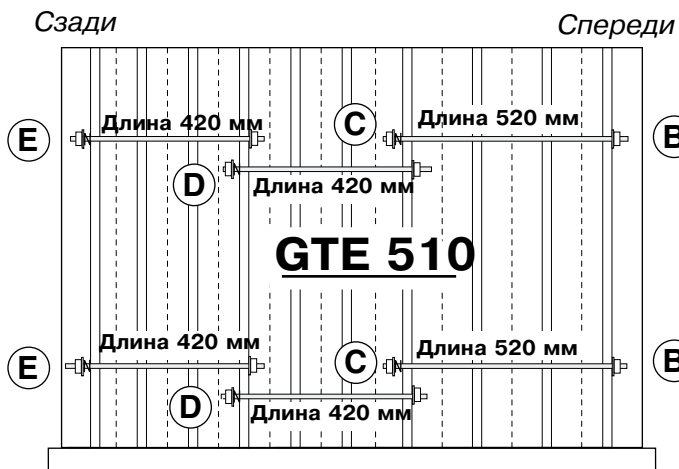 Сзади
Спереди
Длина 420 мм
C
Длина 520 мм
E
B
D
Длина 420 мм
GTE 510
Длина 420 мм
C
Длина 520 мм
E
B
D
Длина 420 мм